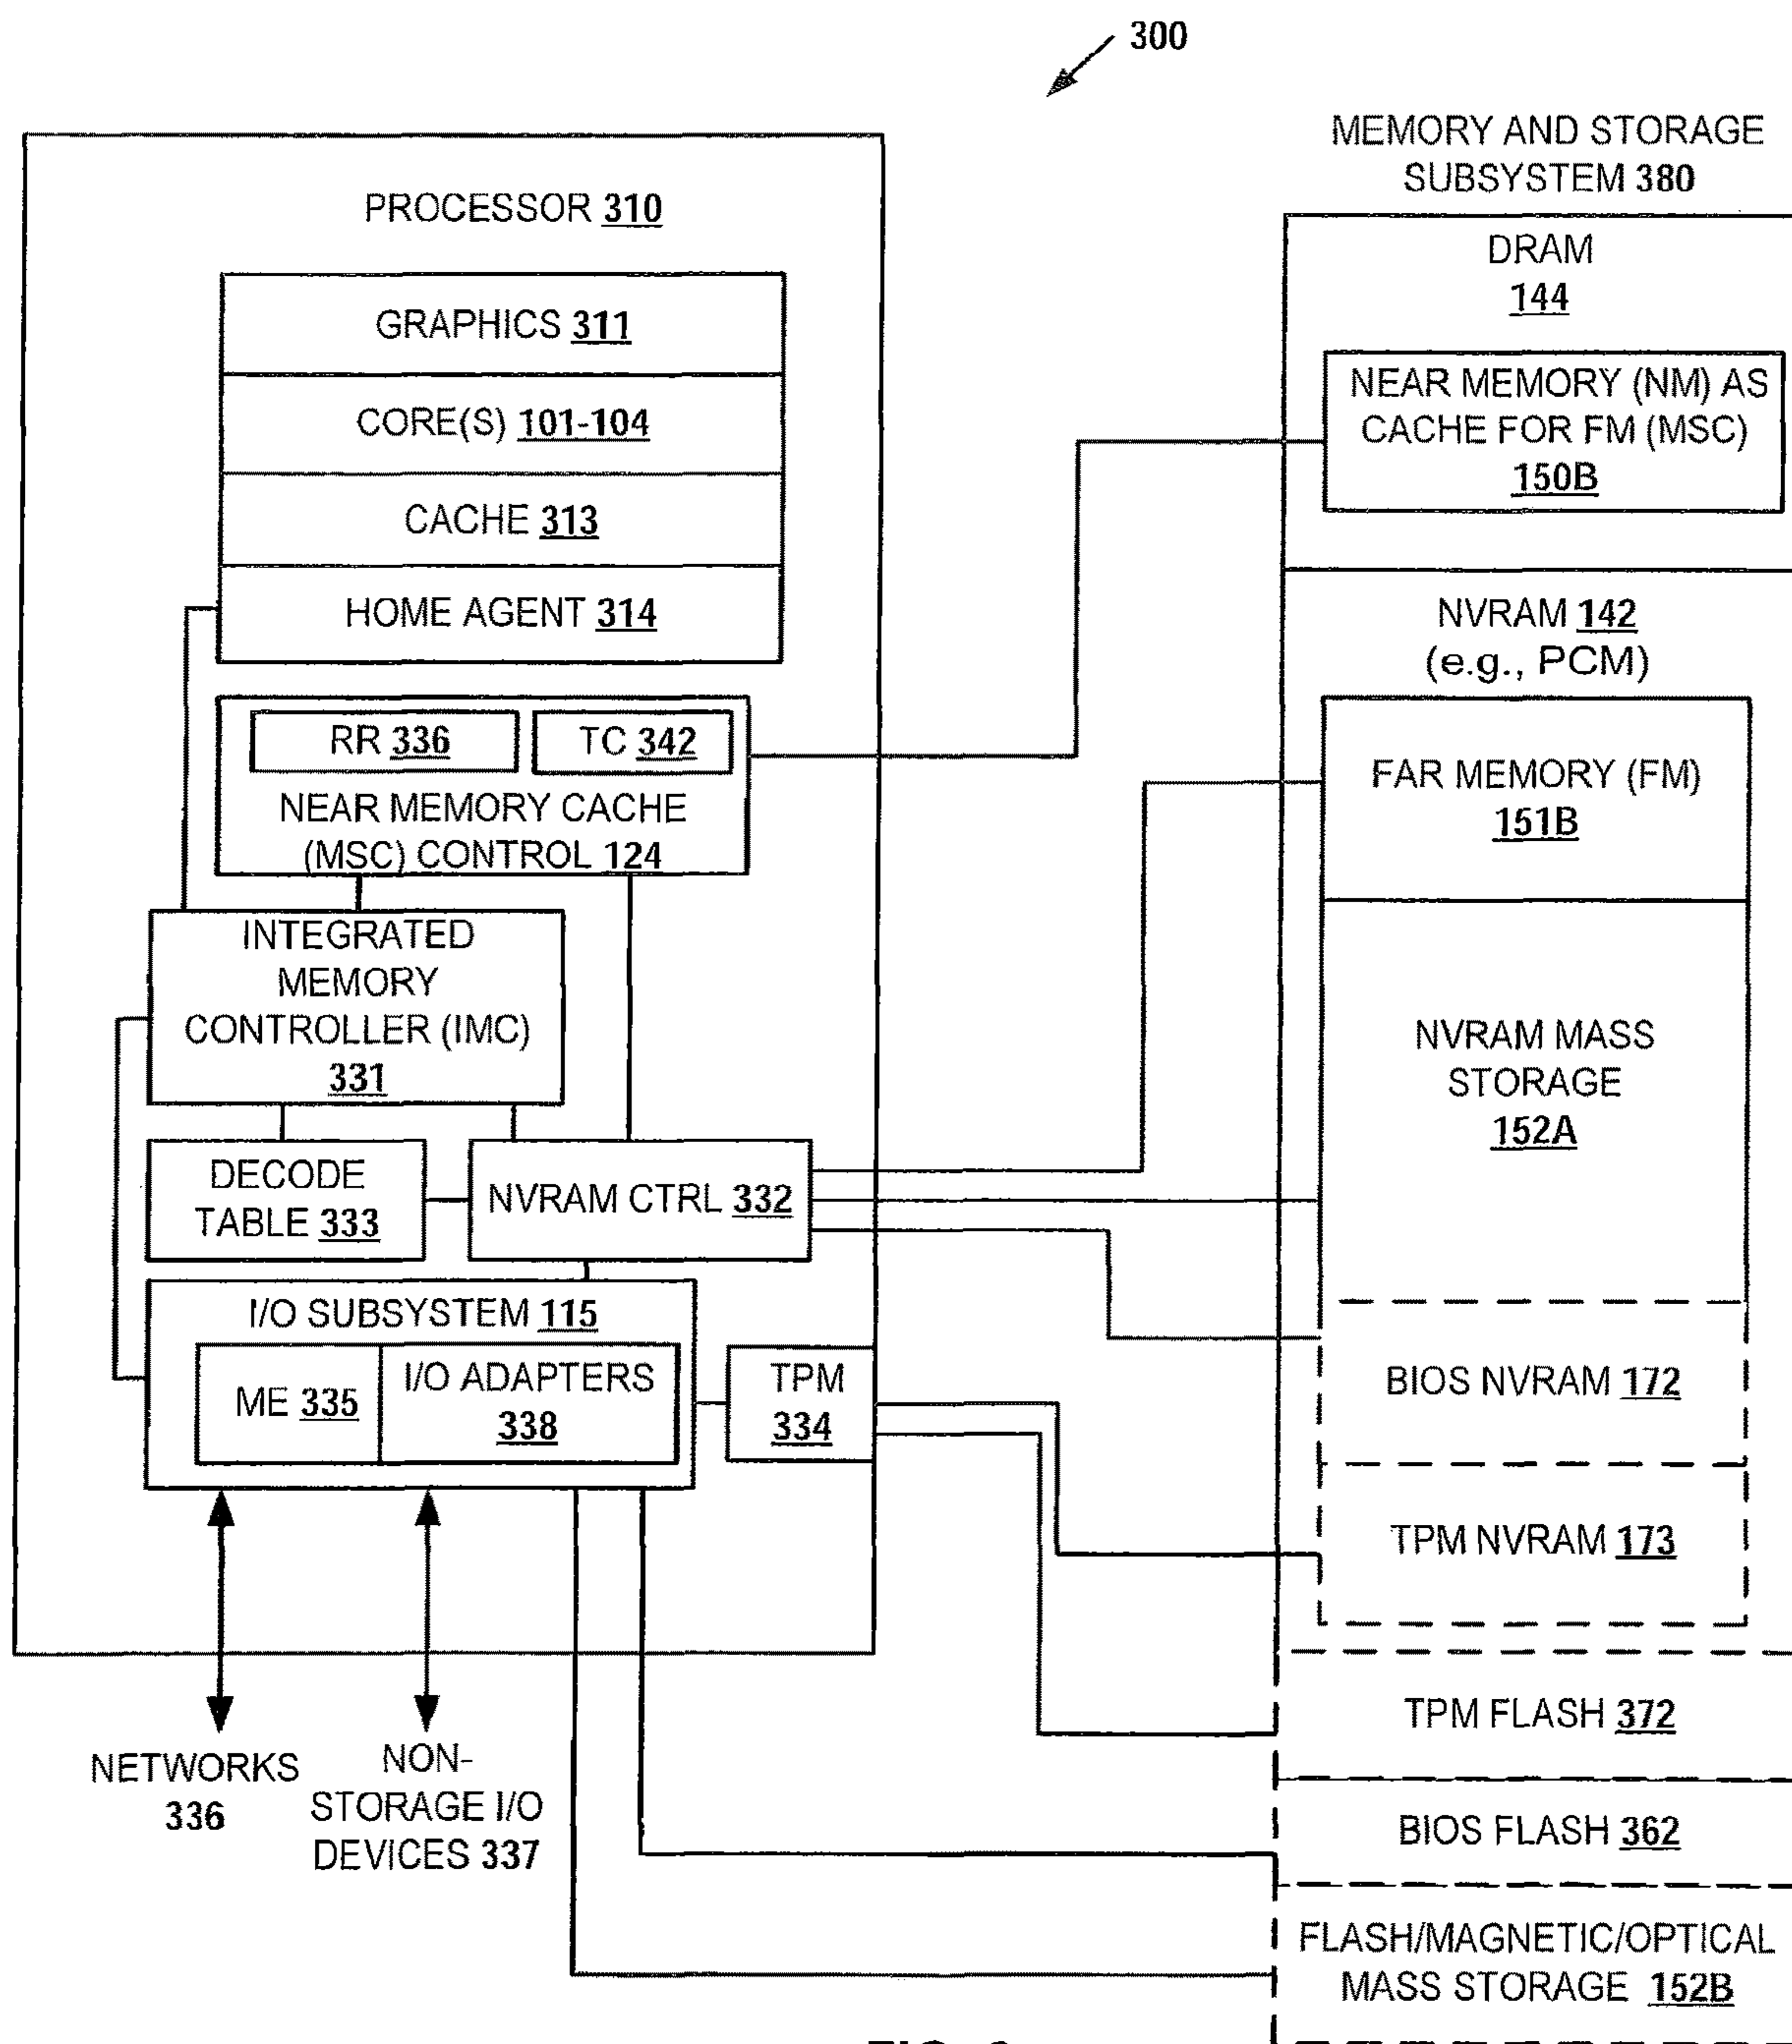 300
MEMORY AND STORAGE
SUBSYSTEM 380
PROCESSOR 310
GRAPHICS 311
CORE(S) 101-104
CACHE 313
HOME AGENT 314
RR 336
TC 342
NEAR MEMORY CACHE
(MSC) CONTROL 124
INTEGRATED
MEMORY
CONTROLLER (IMC)
331
DECODE
TABLE 333
NVRAM CTRL 332
I/O SUBSYSTEM 115
ME 335
I/O ADAPTERS
338
TPM
334
NETWORKS
336
NON-
STORAGE I/O
DEVICES 337
DRAM
144
NEAR MEMORY (NM) AS
CACHE FOR FM (MSC)
150B
NVRAM 142
(e.g., PCM)
FAR MEMORY (FM)
151B
NVRAM MASS
STORAGE
152A
BIOS NVRAM 172
TPM NVRAM 173
TPM FLASH 372
BIOS FLASH 362
FLASH/MAGNETIC/OPTICAL
MASS STORAGE 152B